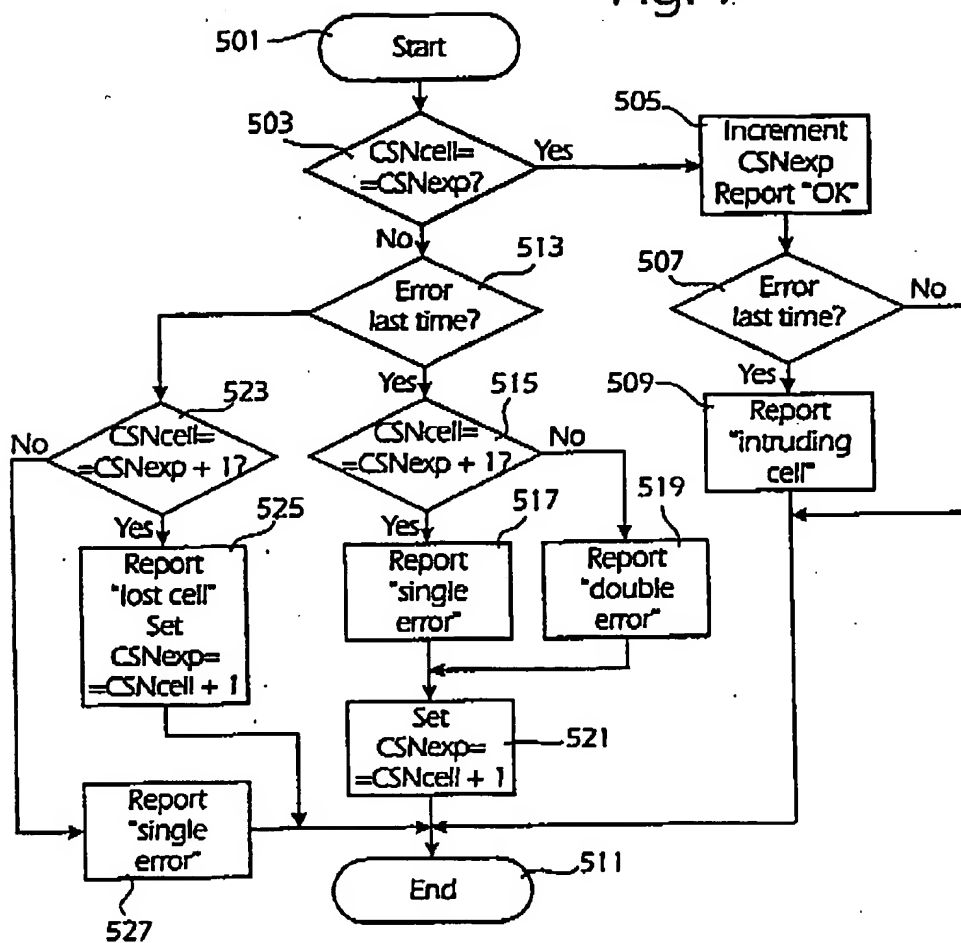 Fig.
501
Start
503
CSNcell=
=CSNexp?
Yes
No
505
Increment
CSNexp
Report "OK"
513
Error
last time?
507
Error
last time?
No
Yes
Yes
523
CSNcell=
=CSNexp + 1?
No
Yes
515
CSNcell=
=CSNexp + 1?
No
Yes
509
Report
"intruding
cell"
525
Report
"lost cell"
Set
CSNexp=
=CSNcell + 1
517
Report
"single
error"
519
Report
"double
error"
Set
CSNexp=
=CSNcell + 1
521
Report
"single
error"
527
End
511